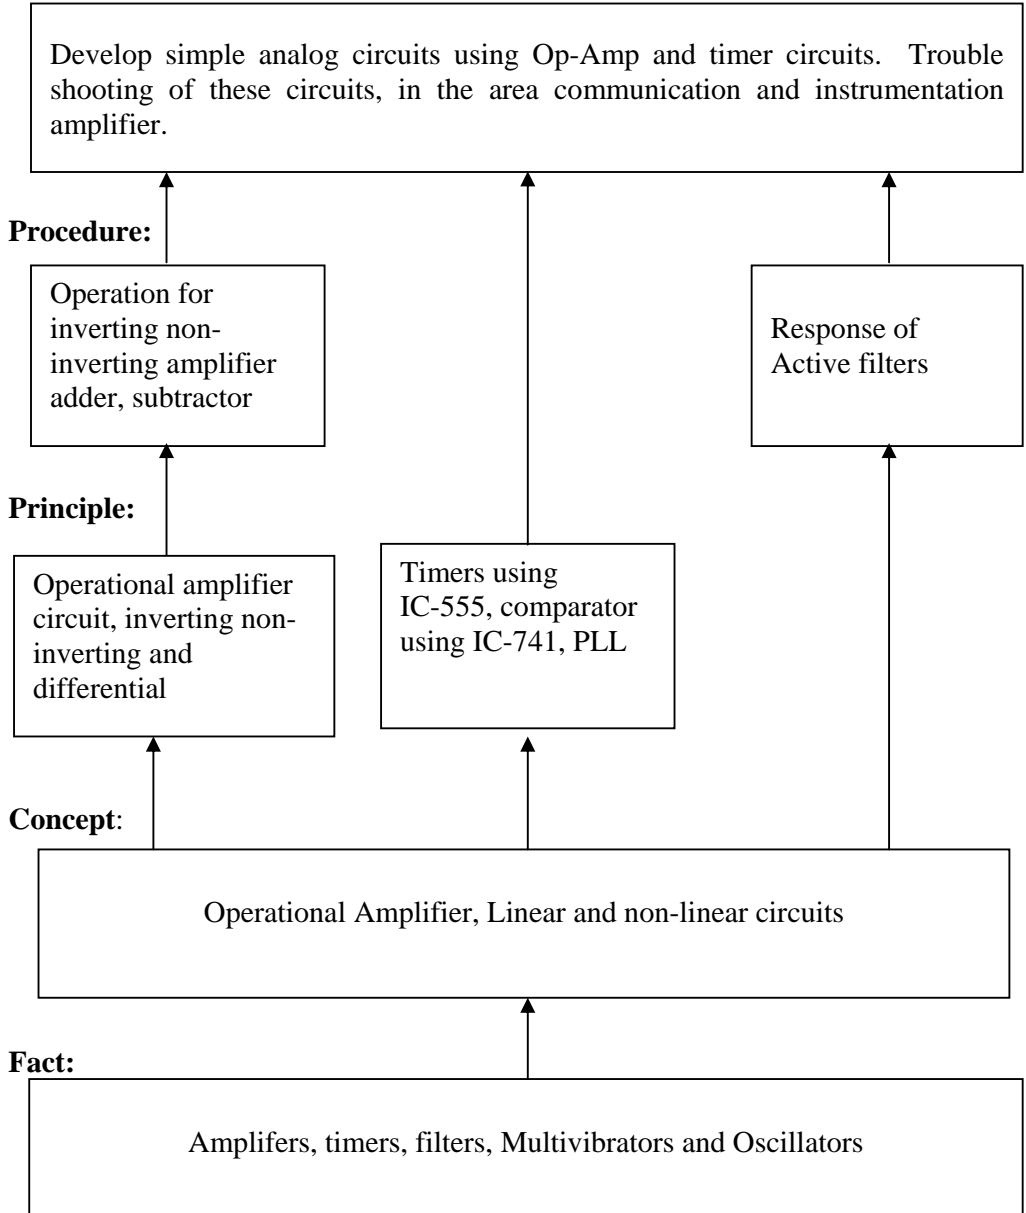 Develop simple analog circuits using Op-Amp and timer circuits. Trouble
shooting of these circuits, in the area communication and instrumentation
amplifier.
Procedure:
Operation for
inverting non-
inverting amplifier
adder, subtractor
Response of
Active filters
Principle:
Operational amplifier
circuit, inverting non-
inverting and
differential
Timers using
IC-555, comparator
using IC-741, PLL
Concept:
Operational Amplifier, Linear and non-linear circuits
Fact:
Amplifers, timers, filters, Multivibrators and Oscillators